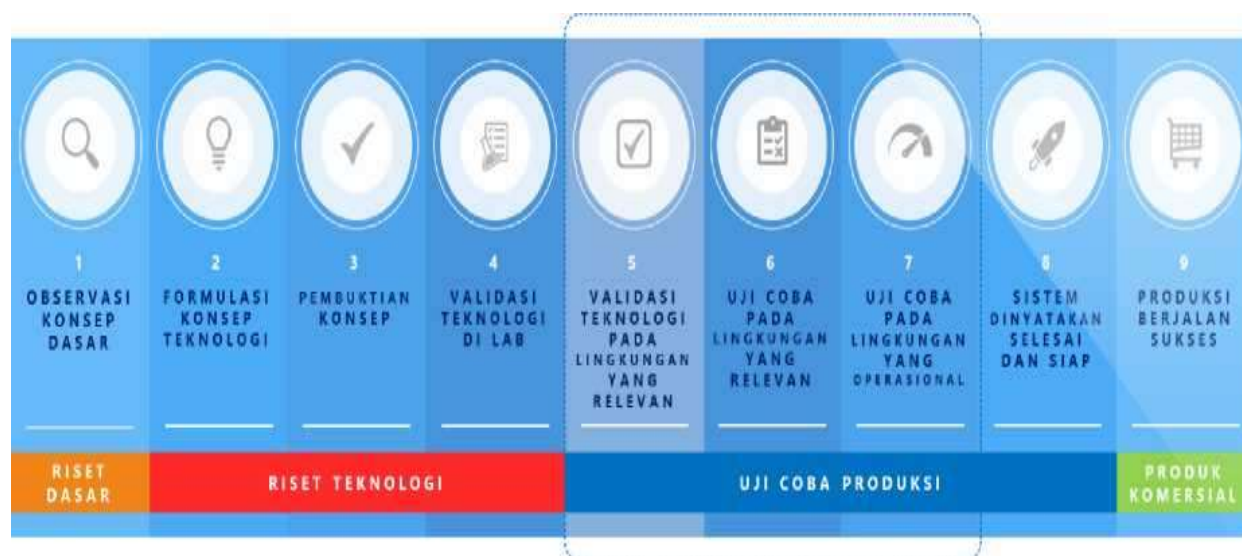 1
OBSERVASI
KONSEP
DASAR
2
FORMULASI
KONSEP
TEKNOLOGI
3
PEMBUKTIAN
KONSEP
4
VALIDASI
TEKNOLOGI
DI LAB
5
VALIDASI
TEKNOLOGI
PADA
LINGKUNGAN
YANG
RELEVAN
6
UJI COBA
PADA
LINGKUNGAN
YANG
RELEVAN
7
UJI COBA
PADA
LINGKUNGAN
YANG
OPERASIONAL
8
SISTEM
DINYATAKAN
SELESAI
DAN SIAP
9
PRODUKSI
BERJALAN
SUKSES
RISET
DASAR
RISET TEKNOLOGI
UJI COBA PRODUKSI
PRODUK
KOMERSIAL